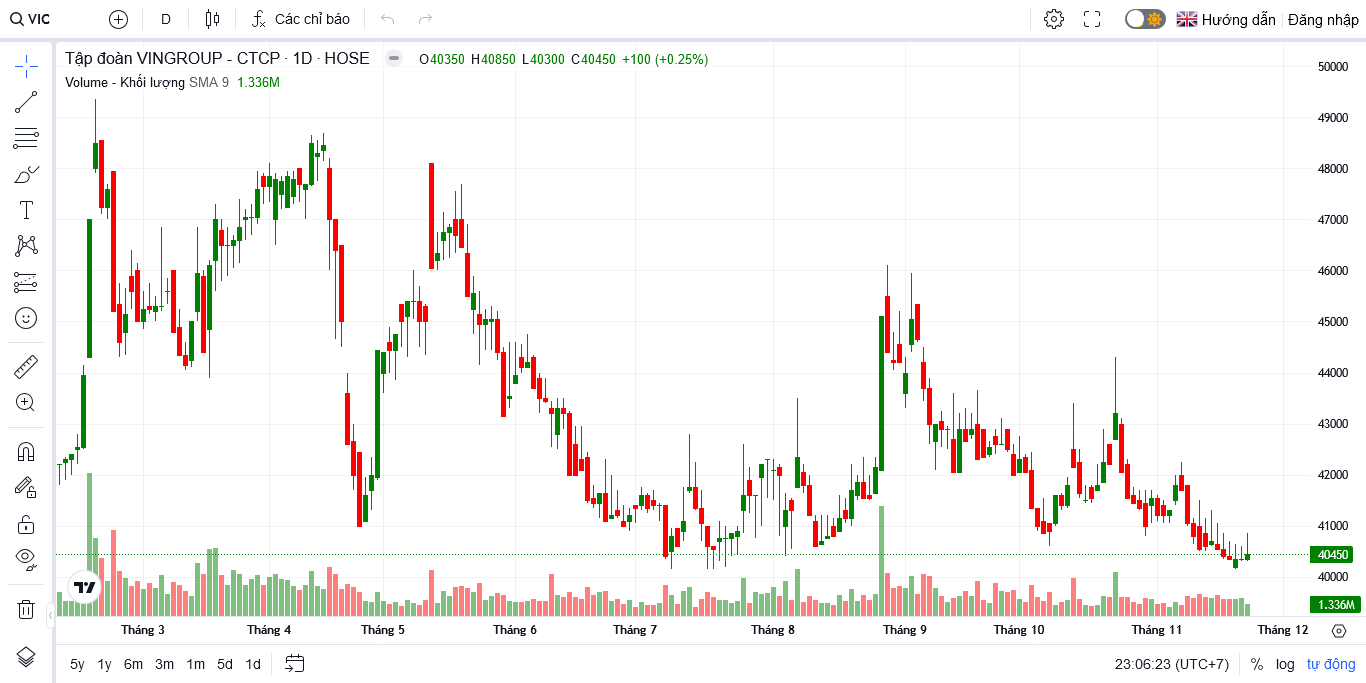 VIC D Các chỉ báo Hướng dẫn Đăng nhập
Tập đoàn VINGROUP - CTCP · 1D · HOSE O40350 H40850 L40300 C40450 +100 (+0.25%)
Volume - Khối lượng SMA 9 1.336M
50000
49000
48000
47000
46000
45000
44000
43000
42000
41000
40450
40000
1.336M
Tháng 3 Tháng 4 Tháng 5 Tháng 6 Tháng 7 Tháng 8 Tháng 9 Tháng 10 Tháng 11 Tháng 12
5y 1y 6m 3m 1m 5d 1d 23:06:23 (UTC+7) % log tự động